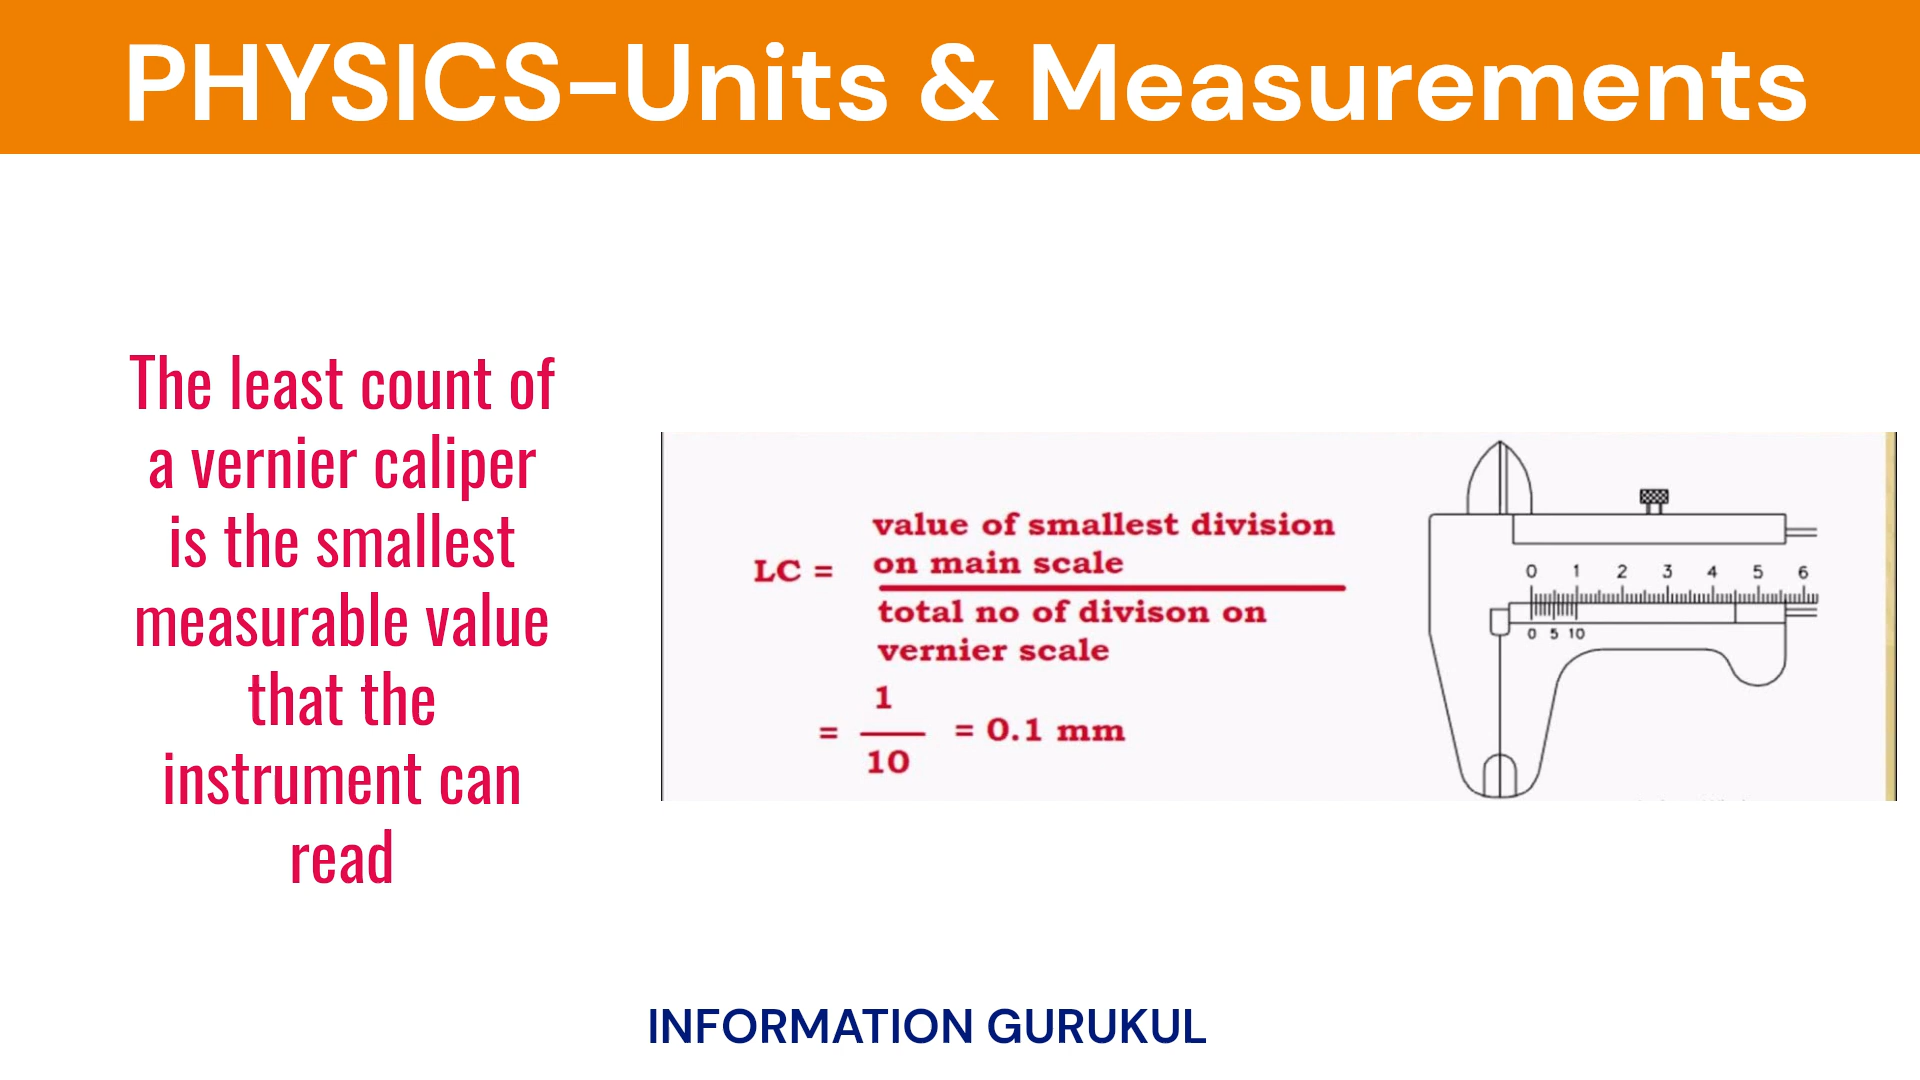 PHYSICS-Units & Measurements
The least count of
a vernier caliper
is the smallest
measurable value
that the
instrument can
read
value of smallest division
LC = on main scale
total no of divison on
vernier scale
1
= = 0.1 mm
10
0 1 2 3 4 5 6
0 5 10
INFORMATION GURUKUL